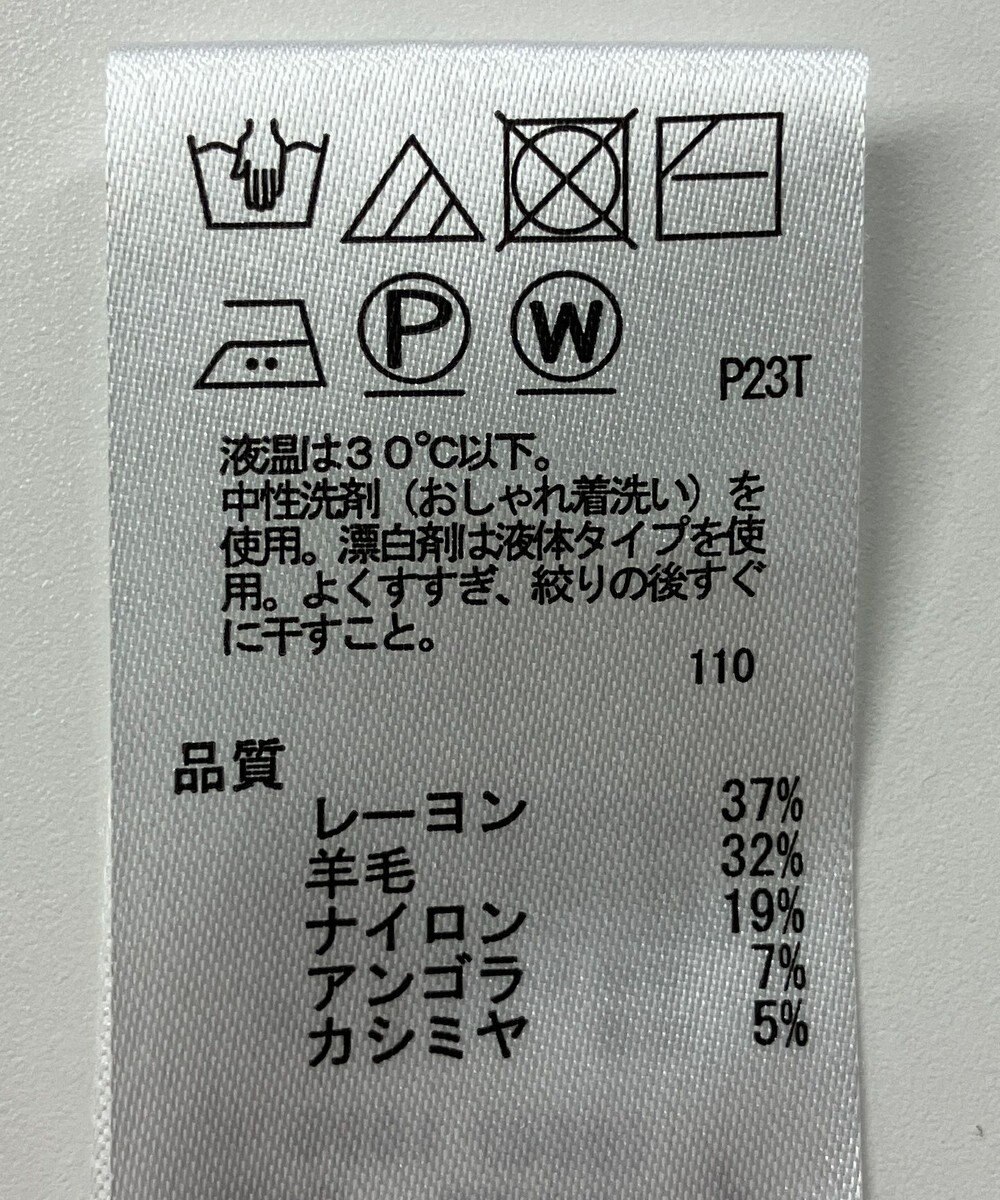 P W P23T
液温は３０℃以下。
中性洗剤（おしゃれ着洗い）を
使用。漂白剤は液体タイプを使
用。よくすすぎ、絞りの後すぐ
に干すこと。
110
品質
レーヨン 37%
羊毛 32%
ナイロン 19%
アンゴラ 7%
カシミヤ 5%